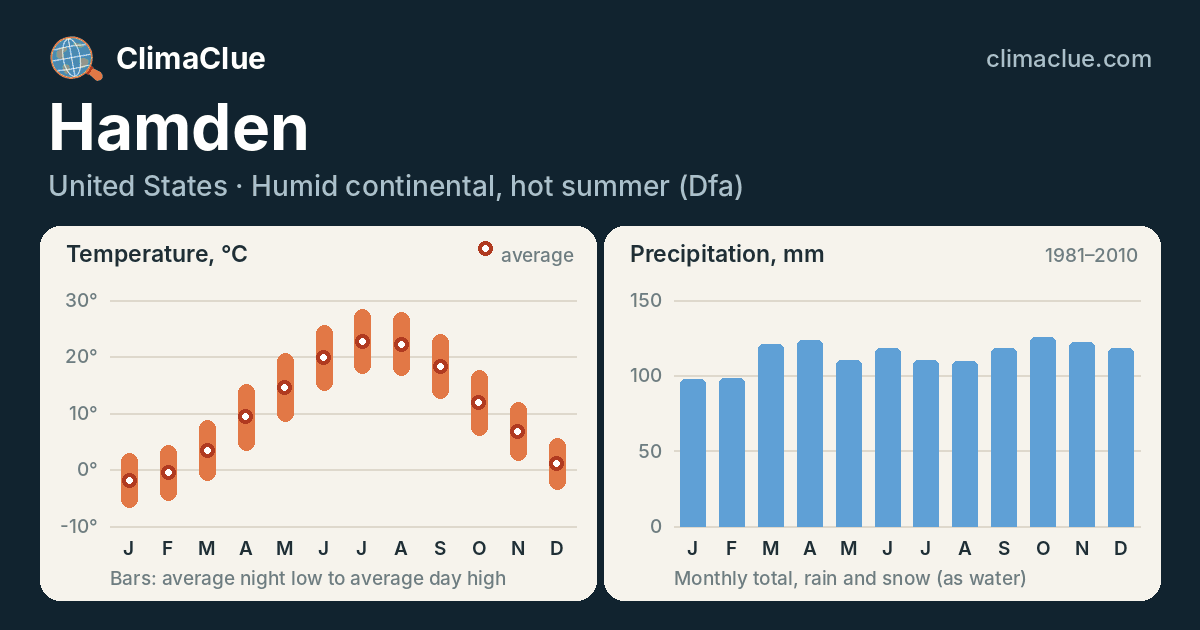 ClimaClue
climaclue.com
Hamden
United States · Humid continental, hot summer (Dfa)
Temperature, °C
average
30°
20°
10°
0°
-10°
J F M A M J J A S O N D
Bars: average night low to average day high
Precipitation, mm
1981–2010
150
100
50
0
J F M A M J J A S O N D
Monthly total, rain and snow (as water)